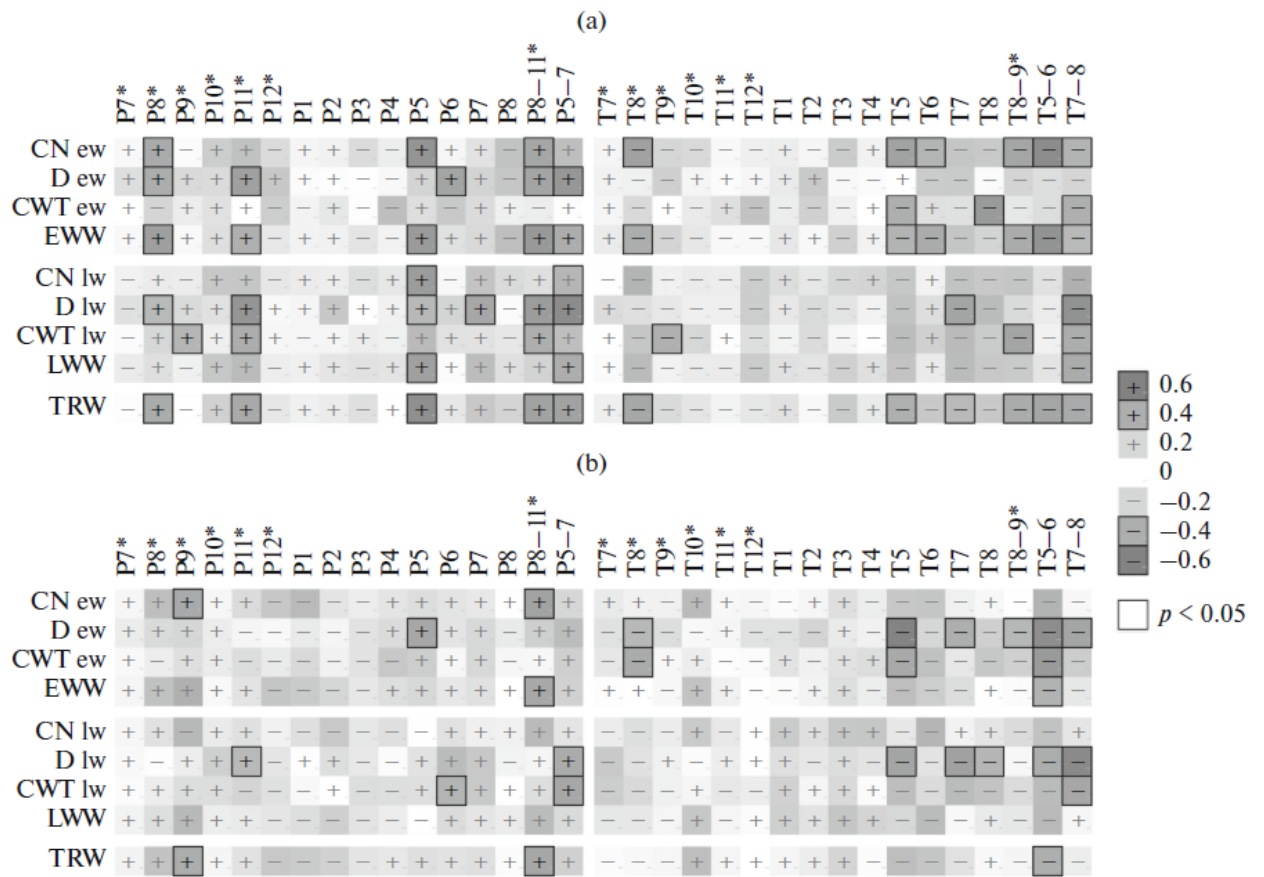 (a)
P7* P8* P9* P10* P11* P12* P1 P2 P3 P4 P5 P6 P7 P8 P8–11* P5–7 T7* T8* T9* T10* T11* T12* T1 T2 T3 T4 T5 T6 T7 T8 T8–9* T5–6 T7–8
CN ew
D ew
CWT ew
EWW
CN lw
D lw
CWT lw
LWW
TRW
+ 0.6
+ 0.4
+ 0.2
0
− −0.2
− −0.4
− −0.6
p < 0.05
(b)
P7* P8* P9* P10* P11* P12* P1 P2 P3 P4 P5 P6 P7 P8 P8–11* P5–7 T7* T8* T9* T10* T11* T12* T1 T2 T3 T4 T5 T6 T7 T8 T8–9* T5–6 T7–8
CN ew
D ew
CWT ew
EWW
CN lw
D lw
CWT lw
LWW
TRW